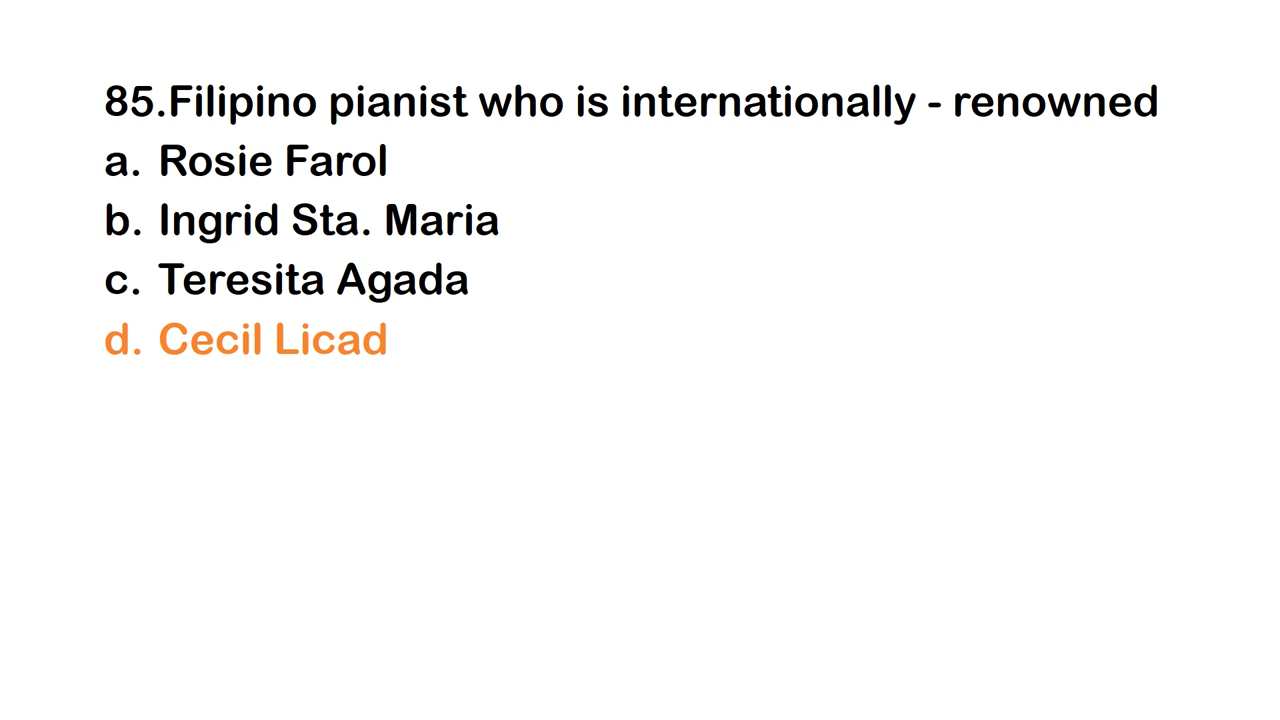 85.Filipino pianist who is internationally - renowned
a. Rosie Farol
b. Ingrid Sta. Maria
c. Teresita Agada
d. Cecil Licad